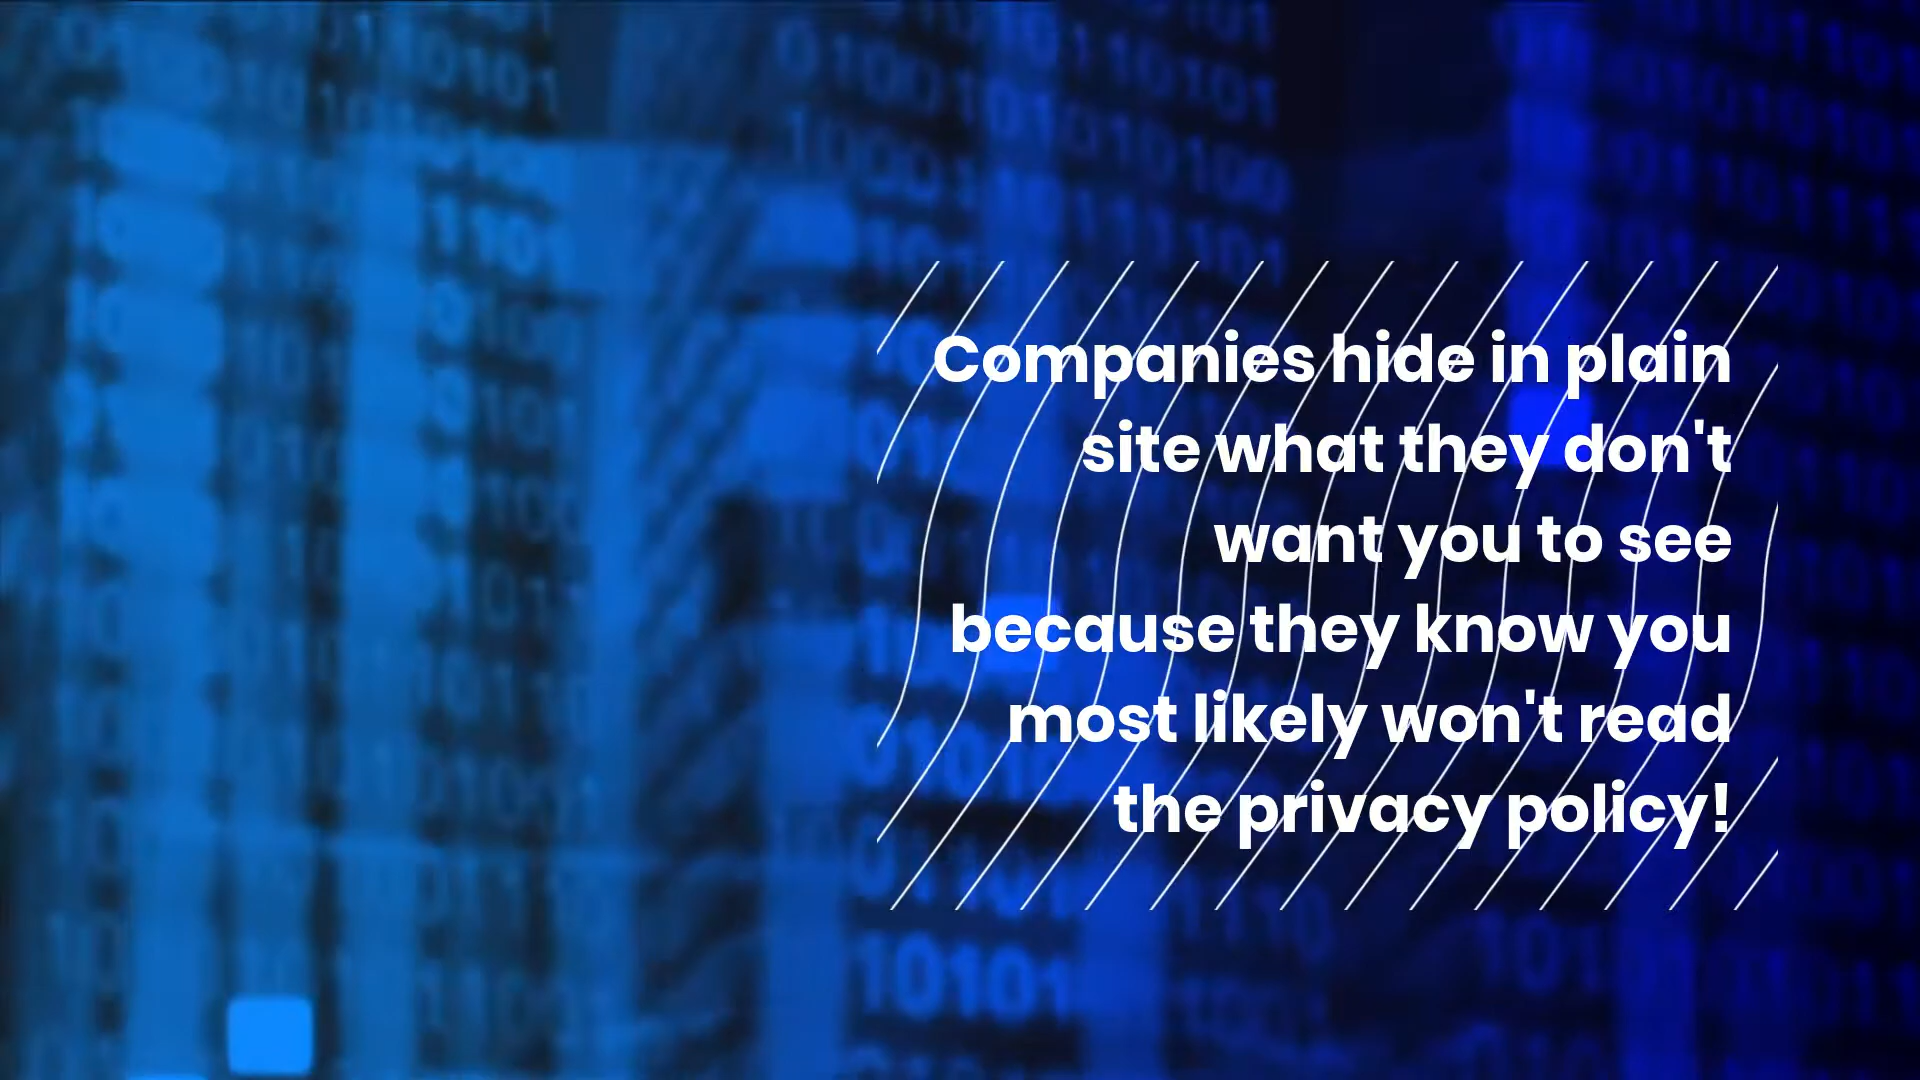 Companies hide in plain
site what they don't
want you to see
because they know you
most likely won't read
the privacy policy!